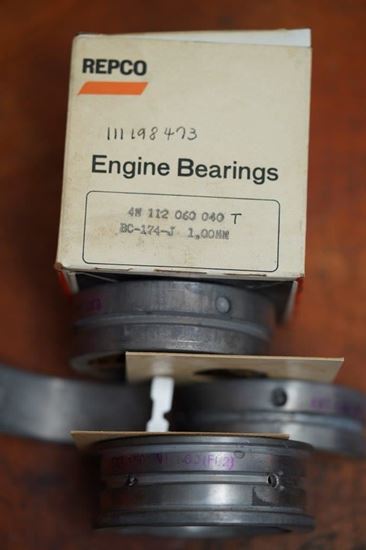 REPCO
111198473
Engine Bearings
4M 112 060 040 T
BC-174-J 1.00MM